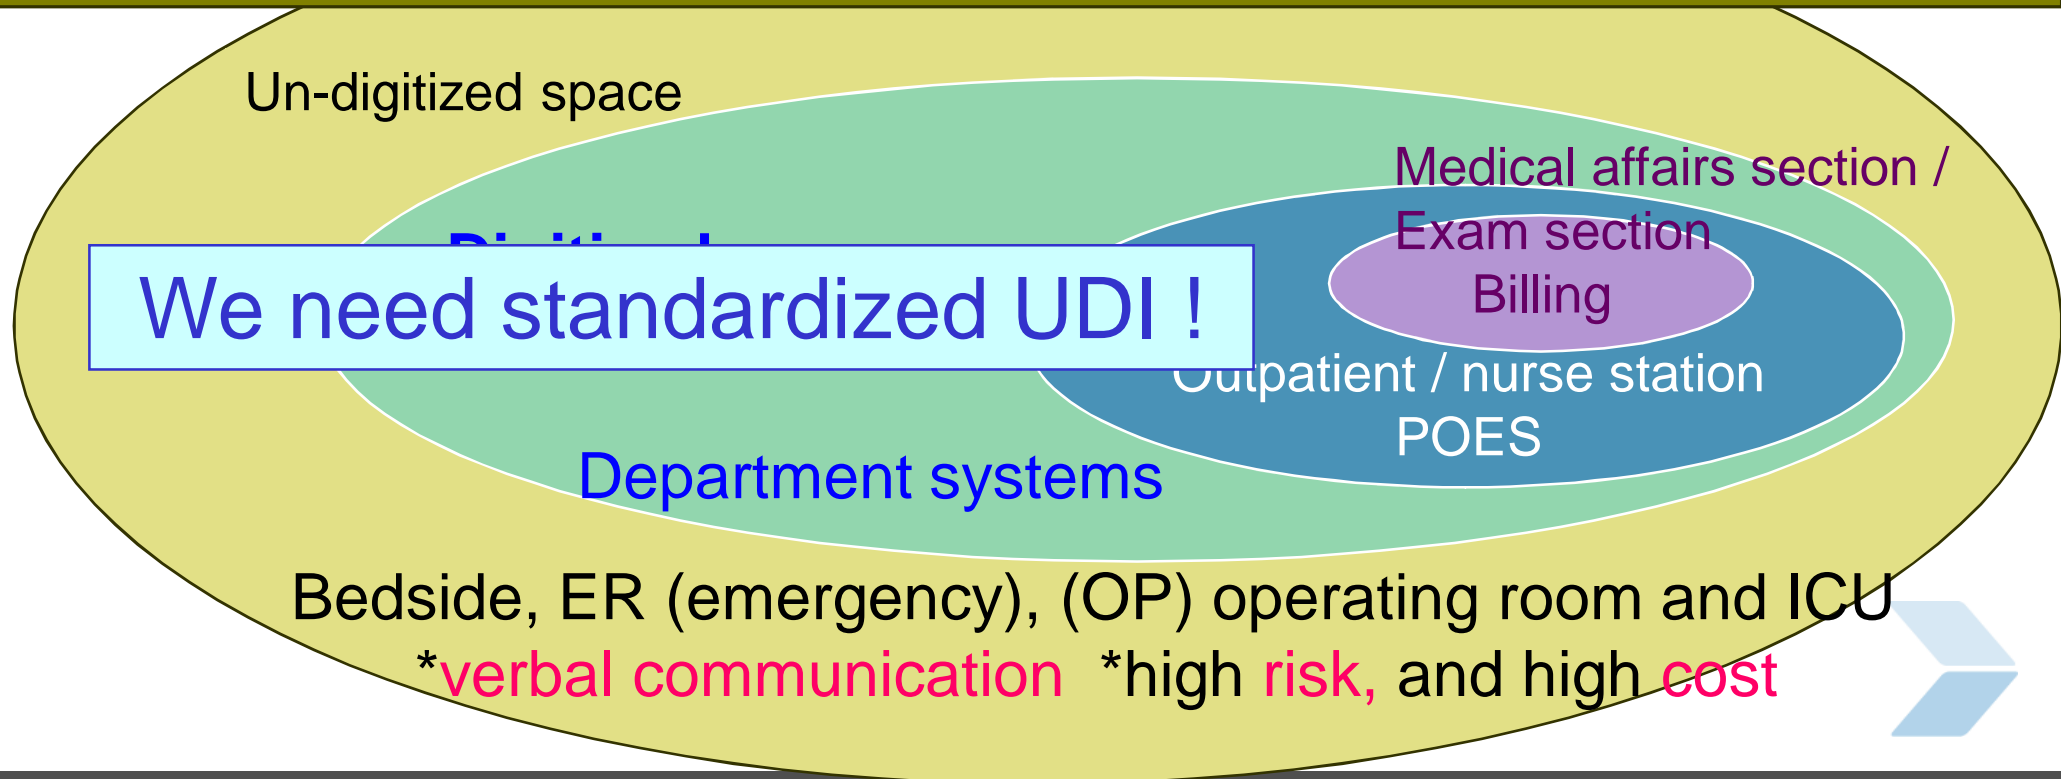 Un-digitized space
Medical affairs section /
Exam section
Billing
We need standardized UDI !
Outpatient / nurse station
POES
Department systems
Bedside, ER (emergency), (OP) operating room and ICU
*verbal communication *high risk, and high cost